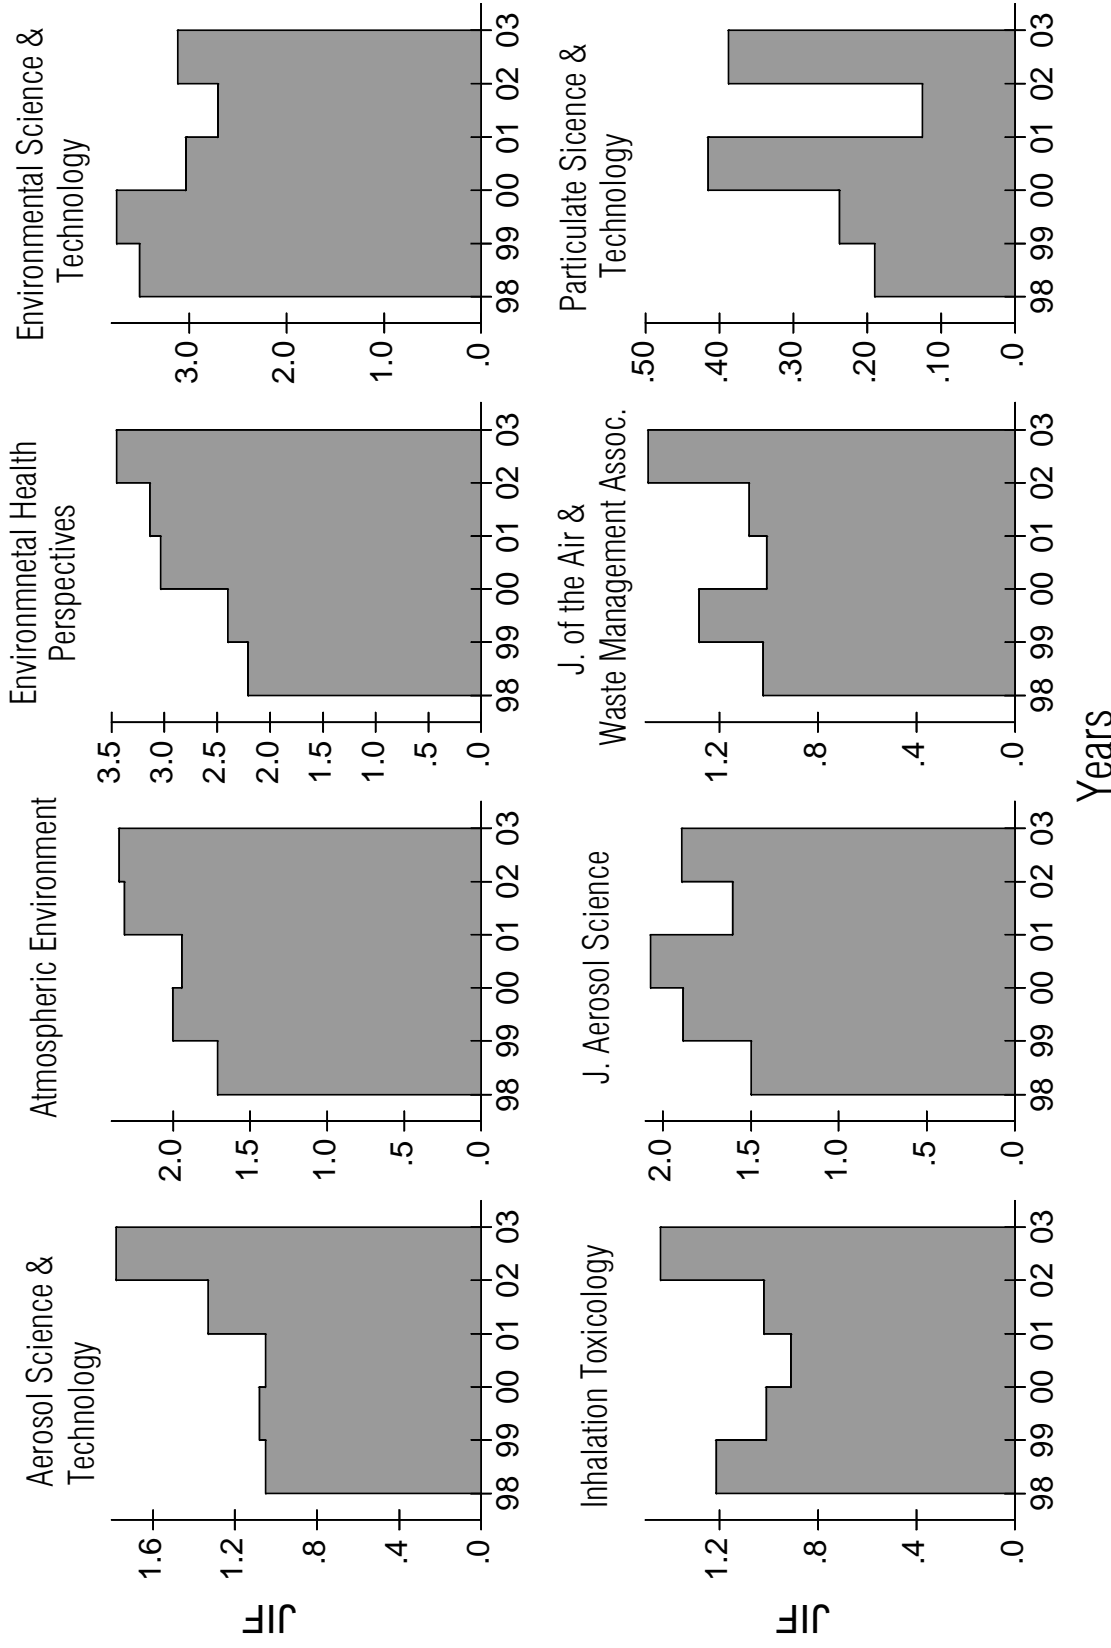 Aerosol Science &
Technology
JIF
1.6
1.2
.8
.4
.0
98 99 00 01 02 03
Atmospheric Environment
2.0
1.5
1.0
.5
.0
98 99 00 01 02 03
Environmnetal Health
Perspectives
3.5
3.0
2.5
2.0
1.5
1.0
.5
.0
98 99 00 01 02 03
Environmental Science &
Technology
3.0
2.0
1.0
.0
98 99 00 01 02 03
Inhalation Toxicology
JIF
1.2
.8
.4
.0
98 99 00 01 02 03
J. Aerosol Science
2.0
1.5
1.0
.5
.0
98 99 00 01 02 03
J. of the Air &
Waste Management Assoc.
1.2
.8
.4
.0
98 99 00 01 02 03
Particulate Sicence &
Technology
.50
.40
.30
.20
.10
.0
98 99 00 01 02 03
Years